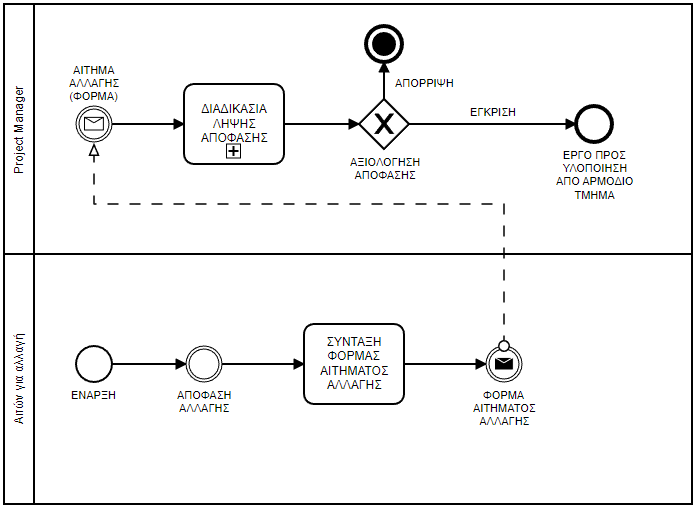 Project Manager
ΑΙΤΗΜΑ
ΑΛΛΑΓΗΣ
(ΦΟΡΜΑ)
ΔΙΑΔΙΚΑΣΙΑ
ΛΗΨΗΣ
ΑΠΟΦΑΣΗΣ
ΑΠΟΡΡΙΨΗ
ΑΞΙΟΛΟΓΗΣΗ
ΑΠΟΦΑΣΗΣ
ΕΓΚΡΙΣΗ
ΕΡΓΟ ΠΡΟΣ
ΥΛΟΠΟΙΗΣΗ
ΑΠΟ ΑΡΜΟΔΙΟ
ΤΜΗΜΑ
Αιτών για αλλαγή
ΕΝΑΡΞΗ
ΑΠΟΦΑΣΗ
ΑΛΛΑΓΗΣ
ΣΥΝΤΑΞΗ
ΦΟΡΜΑΣ
ΑΙΤΗΜΑΤΟΣ
ΑΛΛΑΓΗΣ
ΦΟΡΜΑ
ΑΙΤΗΜΑΤΟΣ
ΑΛΛΑΓΗΣ